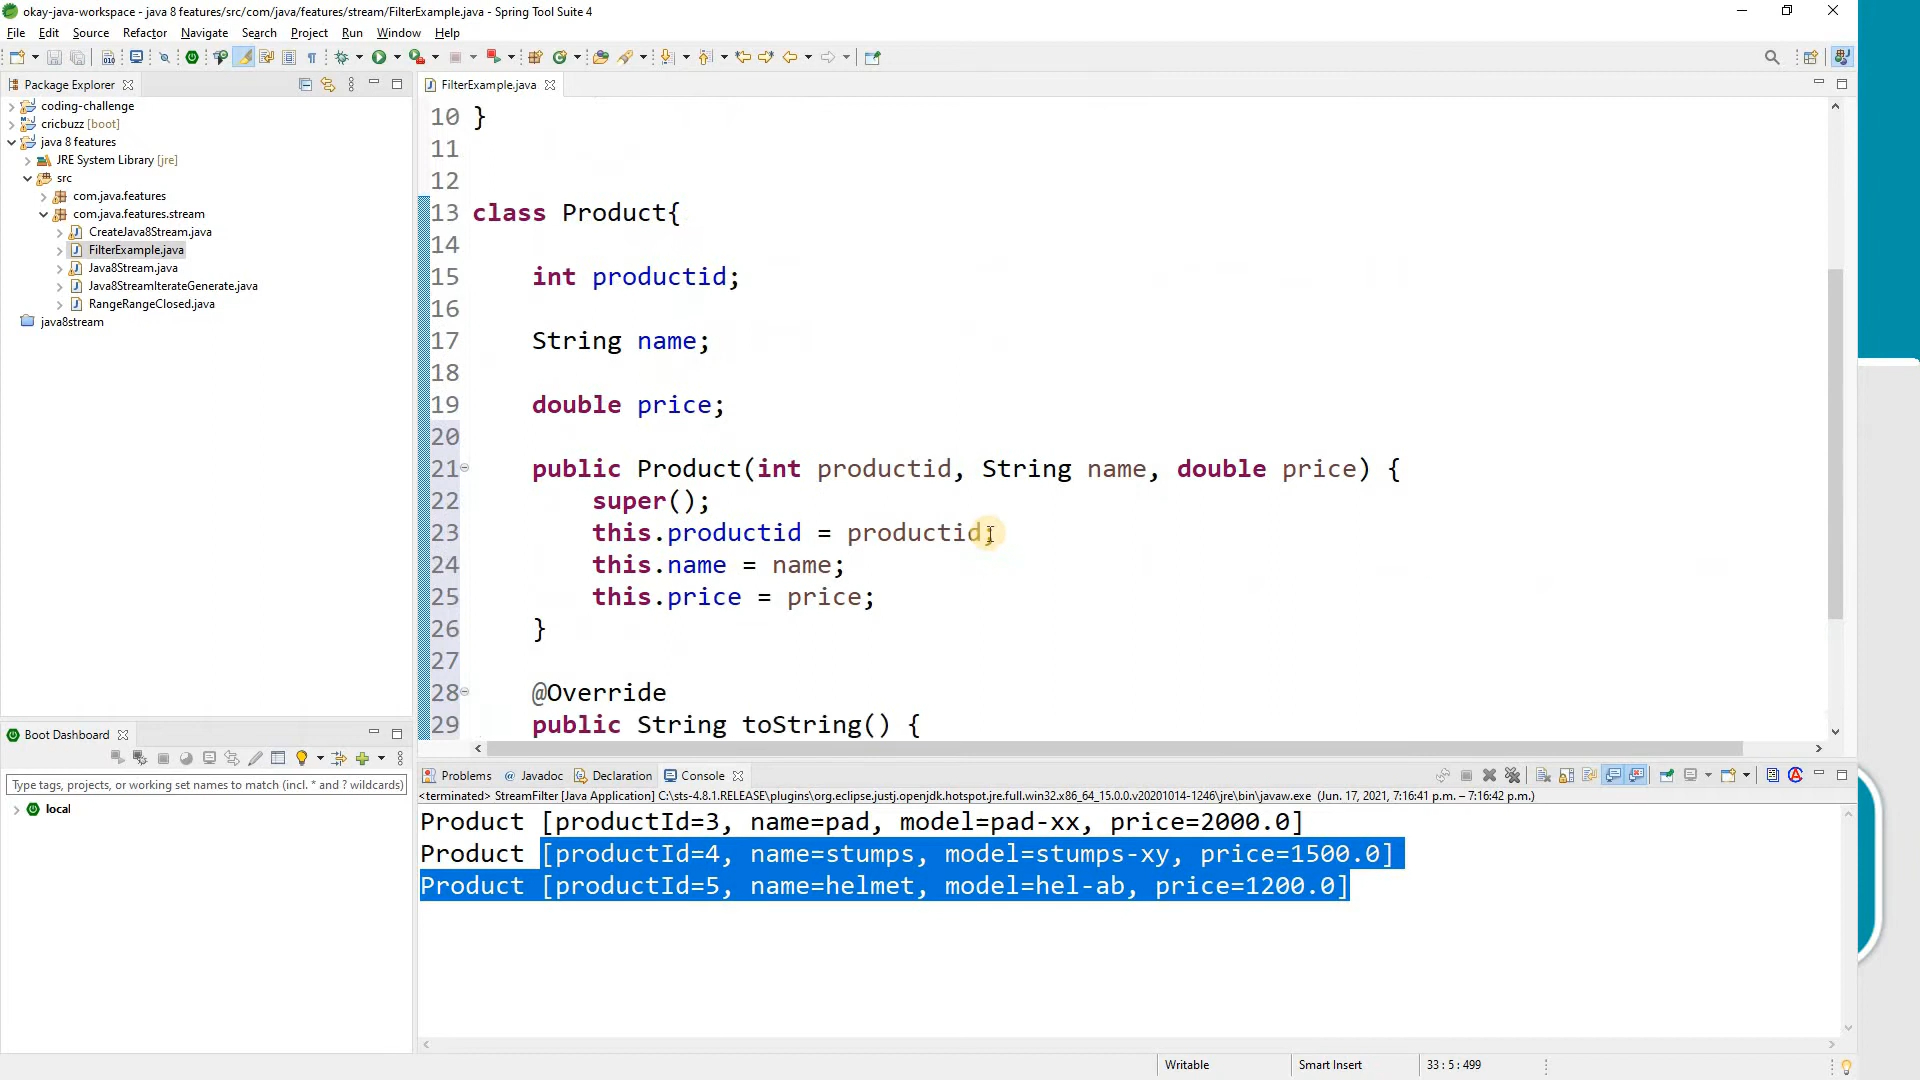 okay-java-workspace - java 8 features/src/com/java/features/stream/FilterExample.java - Spring Tool Suite 4
File Edit Source Refactor Navigate Search Project Run Window Help
Package Explorer
coding-challenge
cricbuzz [boot]
java 8 features
JRE System Library [jre]
src
com.java.features
com.java.features.stream
CreateJava8Stream.java
FilterExample.java
Java8Stream.java
Java8StreamIterateGenerate.java
RangeRangeClosed.java
java8stream
FilterExample.java
10 }
11
12
13 class Product{
14
15 int productid;
16
17 String name;
18
19 double price;
20
21 public Product(int productid, String name, double price) {
22 super();
23 this.productid = productid;
24 this.name = name;
25 this.price = price;
26 }
27
28 @Override
29 public String toString() {
Boot Dashboard
Type tags, projects, or working set names to match (incl. * and ? wildcards)
local
Problems @ Javadoc Declaration Console
<terminated> StreamFilter [Java Application] C:\sts-4.8.1.RELEASE\plugins\org.eclipse.justj.openjdk.hotspot.jre.full.win32.x86_64_15.0.0.v20201014-1246\jre\bin\javaw.exe (Jun. 17, 2021, 7:16:41 p.m. – 7:16:42 p.m.)
Product [productId=3, name=pad, model=pad-xx, price=2000.0]
Product [productId=4, name=stumps, model=stumps-xy, price=1500.0]
Product [productId=5, name=helmet, model=hel-ab, price=1200.0]
Writable Smart Insert 33 : 5 : 499